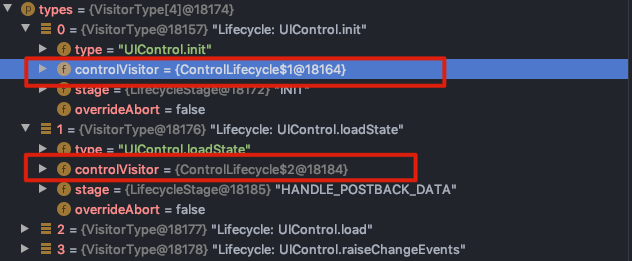 types = {VisitorType[4]@18174}
0 = {VisitorType@18157} "Lifecycle: UIControl.init"
type = "UIControl.init"
controlVisitor = {ControlLifecycle$1@18164}
stage = {LifecycleStage@18172} "INIT"
overrideAbort = false
1 = {VisitorType@18176} "Lifecycle: UIControl.loadState"
type = "UIControl.loadState"
controlVisitor = {ControlLifecycle$2@18184}
stage = {LifecycleStage@18185} "HANDLE_POSTBACK_DATA"
overrideAbort = false
2 = {VisitorType@18177} "Lifecycle: UIControl.load"
3 = {VisitorType@18178} "Lifecycle: UIControl.raiseChangeEvents"